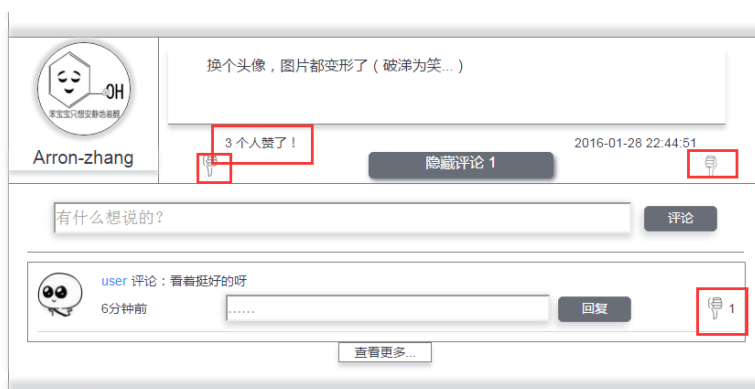 换个头像，图片都变形了（破涕为笑...）
OH
笨宝宝只想安静地装醋
Arron-zhang
3 个人赞了！
隐藏评论 1
2016-01-28 22:44:51
有什么想说的？
评论
user 评论：看着挺好的呀
6分钟前
......
回复
1
查看更多...